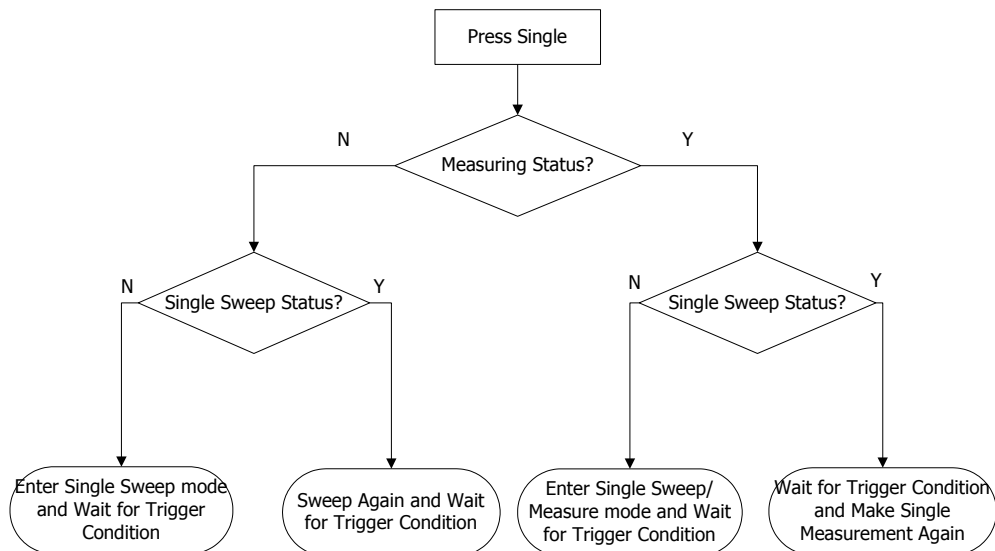 Press Single
N
Y
Measuring Status?
N
Y
N
Y
Single Sweep Status?
Single Sweep Status?
Enter Single Sweep mode
and Wait for Trigger
Condition
Sweep Again and Wait
for Trigger Condition
Enter Single Sweep/
Measure mode and Wait
for Trigger Condition
Wait for Trigger Condition
and Make Single
Measurement Again